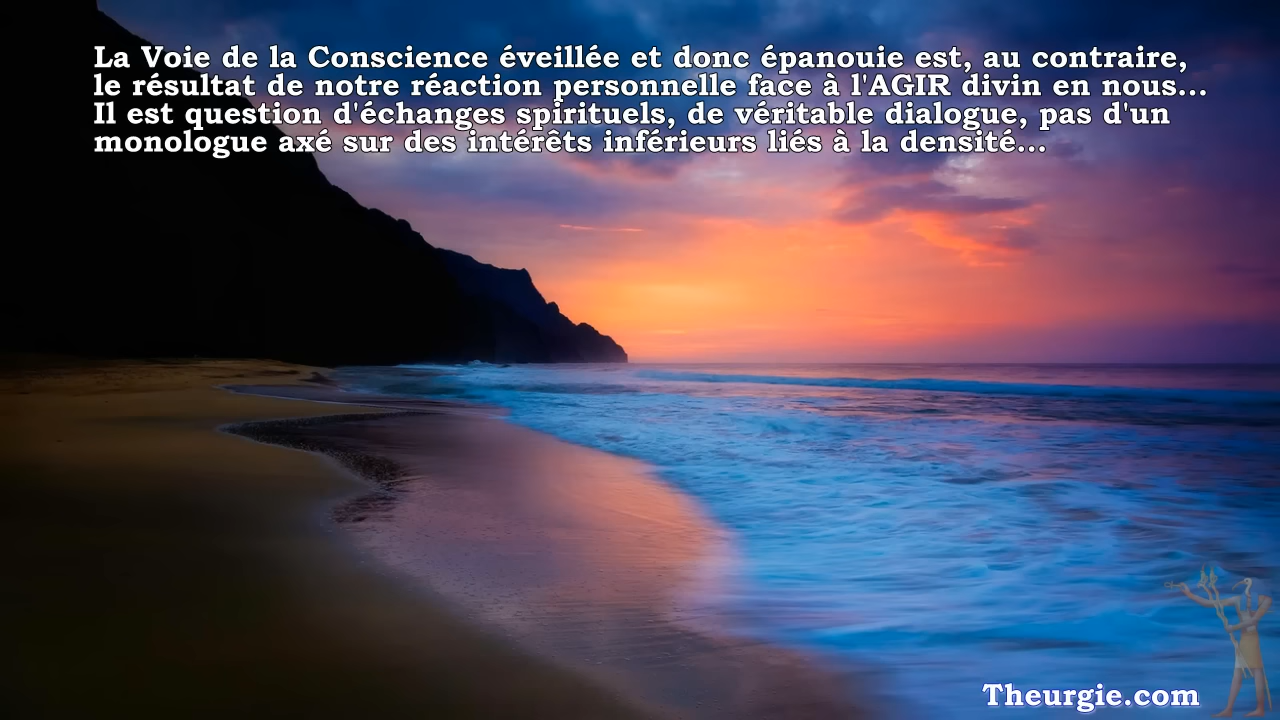 La Voie de la Conscience éveillée et donc épanouie est, au contraire,
le résultat de notre réaction personnelle face à l'AGIR divin en nous...
Il est question d'échanges spirituels, de véritable dialogue, pas d'un
monologue axé sur des intérêts inférieurs liés à la densité...
Theurgie.com